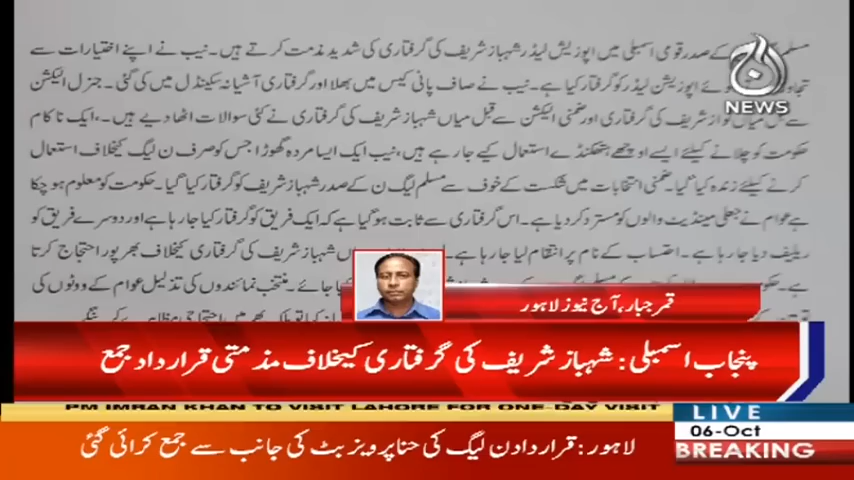 مسلم کے صدر قومی اسمبلی میں اپوزیش لیڈر شہباز شریف کی گرفتاری کی شدید مذمت کرتے ہیں۔ نیب نے اپنے اختیارات سے
تجاو ئے اپوزیشن لیڈر کو گرفتار کیا ہے۔ نیب نے صاف پانی کیس میں بھلا اور گرفتاری آشیانہ سکینڈل میں کی گئی۔ جنرل الیکشن
سے نواز شریف کی گرفتاری اور ضمنی الیکشن سے قبل میاں شہباز شریف کی گرفتاری نے کئی سوالات اٹھا دیے ہیں۔، ایک ناکام
حکومت کو چلانے کیلئے ایسے اوچھے ہتھکنڈے استعمال کیے جا رہے ہیں، نیب ایک ایسا مردہ گھوڑا جس کو صرف ن لیگ کیخلاف استعمال
کرنے کیلئے زندہ کیا گیا۔ ضمنی انتخابات میں شکست کے خوف سے مسلم لیگ ن کے صدر شہباز شریف کو گرفتار کیا گیا۔ حکومت کو معلوم ہو چکا
ہے عوام نے جعلی مینڈیٹ والوں کو مسترد کر دیا ہے۔ اس گرفتاری سے ثابت ہو گیا ہے کہ ایک فریق کو گرفتار کیا جا رہا ہے اور دوسرے فریق کو
ریلیف دیا جا رہا ہے۔ احتساب کے نام پر انتقام لیا جا رہا ہے۔ شہباز شریف کی گرفتاری کیخلاف بھر پور احتجاج کرتا
ہے۔ جائے۔ منتخب نمائندوں کی تذلیل عوام کے ووٹوں کی
NEWS
قمر جبار، آج نیوز لاہور
پنجاب اسمبلی: شہباز شریف کی گرفتاری کیخلاف مذمتی قرارداد جمع
PM IMRAN KHAN TO VISIT LAHORE FOR ONE-DAY VISIT
LIVE
06-Oct
BREAKING
لاہور: قرارداد ن لیگ کی حنا پرویز بٹ کی جانب سے جمع کرائی گئی